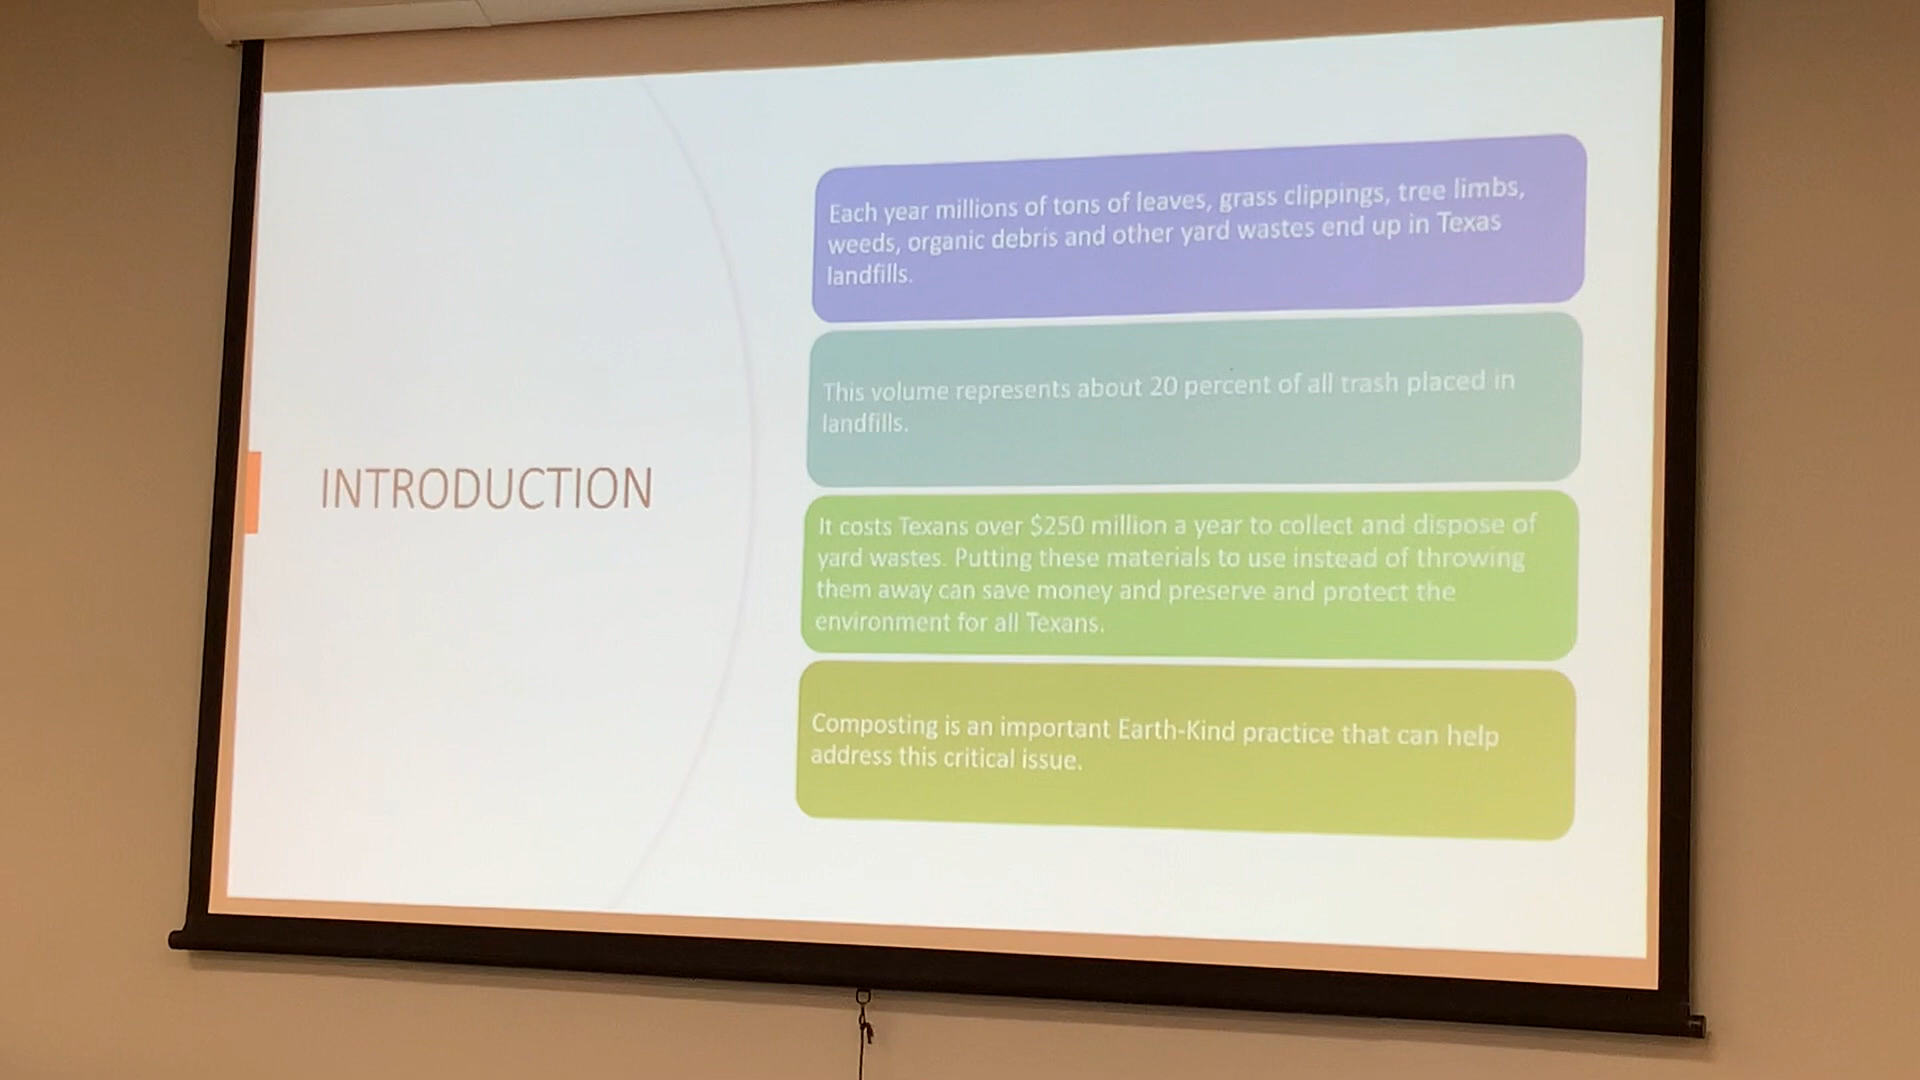 INTRODUCTION
Each year millions of tons of leaves, grass clippings, tree limbs,
weeds, organic debris and other yard wastes end up in Texas
landfills.
This volume represents about 20 percent of all trash placed in
landfills.
It costs Texans over $250 million a year to collect and dispose of
yard wastes. Putting these materials to use instead of throwing
them away can save money and preserve and protect the
environment for all Texans.
Composting is an important Earth-Kind practice that can help
address this critical issue.